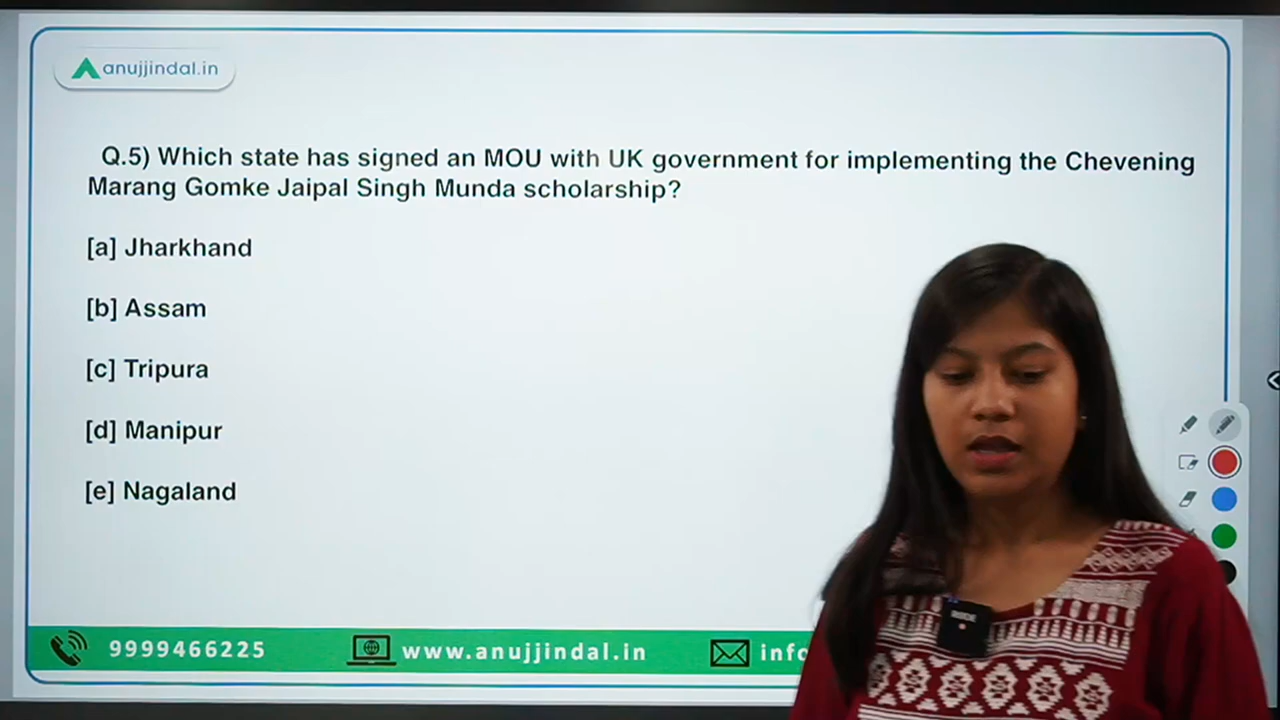 anujjindal.in
Q.5) Which state has signed an MOU with UK government for implementing the Chevening
Marang Gomke Jaipal Singh Munda scholarship?
[a] Jharkhand
[b] Assam
[c] Tripura
[d] Manipur
[e] Nagaland
9999466225 www.anujjindal.in info